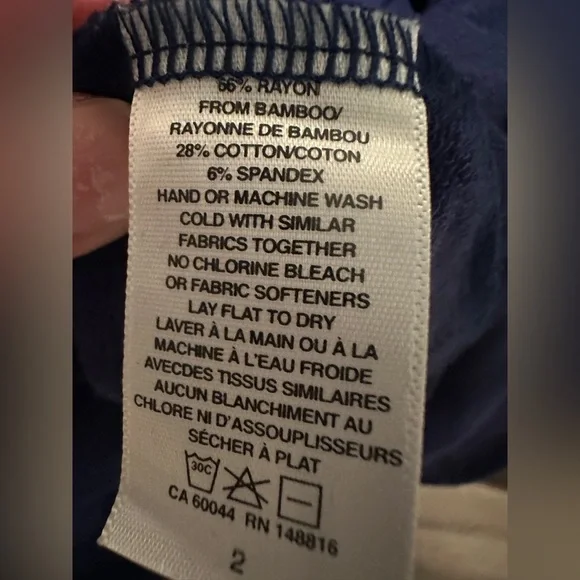 66% RAYON
FROM BAMBOO/
RAYONNE DE BAMBOU
28% COTTON/COTON
6% SPANDEX
HAND OR MACHINE WASH
COLD WITH SIMILAR
FABRICS TOGETHER
NO CHLORINE BLEACH
OR FABRIC SOFTENERS
LAY FLAT TO DRY
LAVER À LA MAIN OU À LA
MACHINE À L'EAU FROIDE
AVECDES TISSUS SIMILAIRES
AUCUN BLANCHIMENT AU
CHLORE NI D'ASSOUPLISSEURS
SÉCHER À PLAT
30C
CA 60044 RN 148816
2